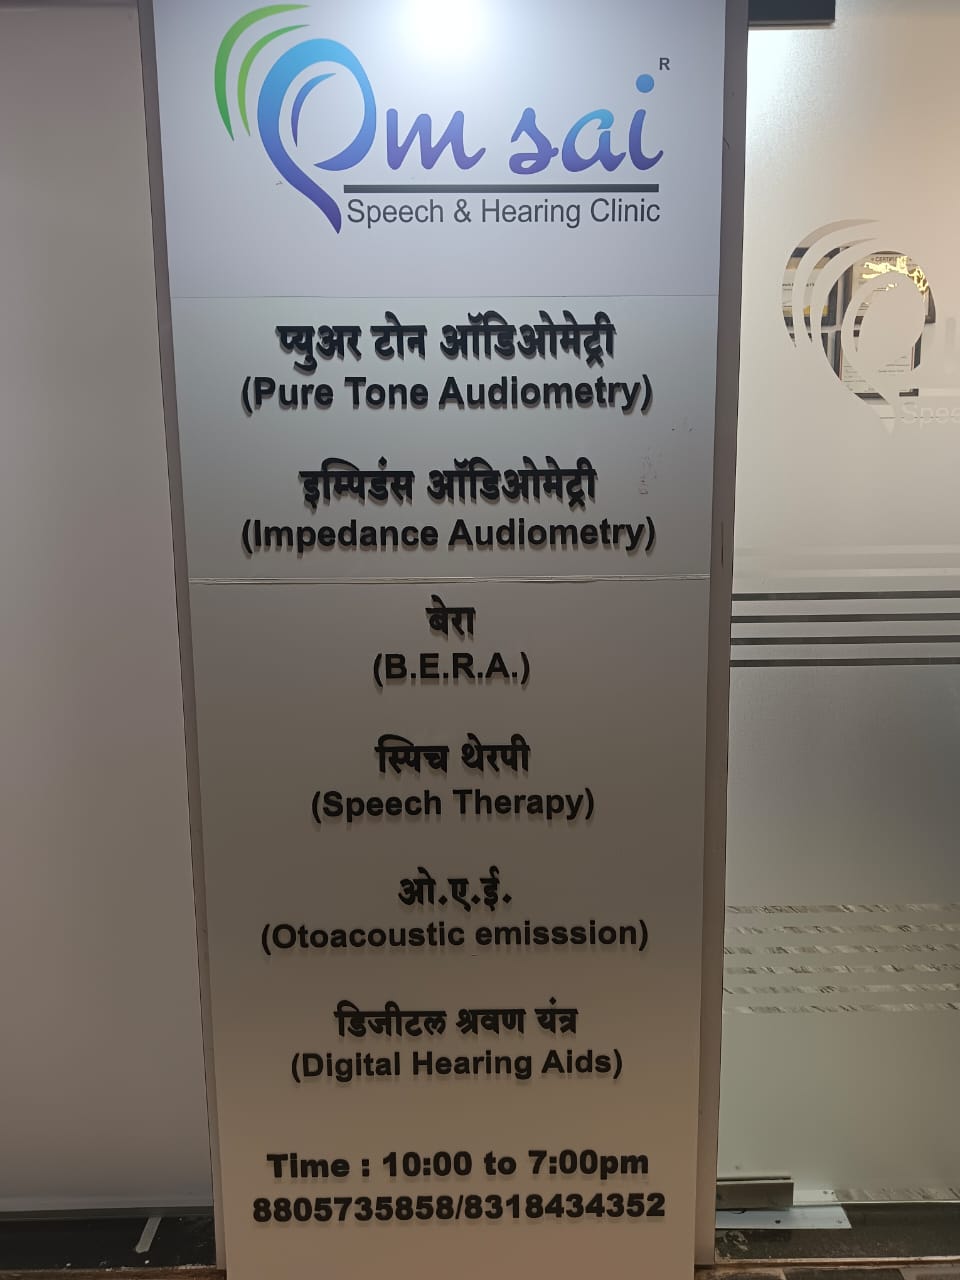 Om sai
R
Speech & Hearing Clinic
प्युअर टोन ऑडिओमेट्री
(Pure Tone Audiometry)
इम्पिडंस ऑडिओमेट्री
(Impedance Audiometry)
बेरा
(B.E.R.A.)
स्पिच थेरपी
(Speech Therapy)
ओ.ए.ई.
(Otoacoustic emisssion)
डिजीटल श्रवण यंत्र
(Digital Hearing Aids)
Time : 10:00 to 7:00pm
8805735858/8318434352